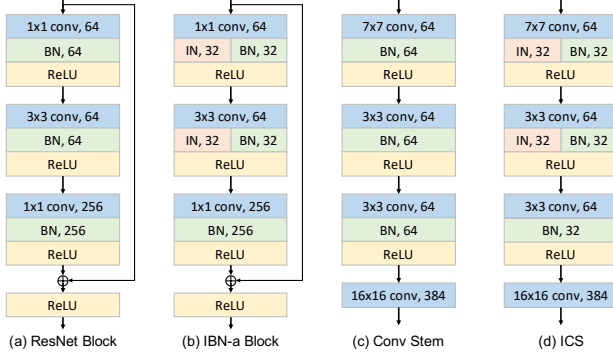 1x1 conv, 64
BN, 64
ReLU
3x3 conv, 64
BN, 64
ReLU
1x1 conv, 256
BN, 256
ReLU
ReLU
(a) ResNet Block
1x1 conv, 64
IN, 32 BN, 32
ReLU
3x3 conv, 64
IN, 32 BN, 32
ReLU
1x1 conv, 256
BN, 256
ReLU
ReLU
(b) IBN-a Block
7x7 conv, 64
BN, 64
ReLU
3x3 conv, 64
BN, 64
ReLU
3x3 conv, 64
BN, 64
ReLU
16x16 conv, 384
(c) Conv Stem
7x7 conv, 64
IN, 32 BN, 32
ReLU
3x3 conv, 64
IN, 32 BN, 32
ReLU
3x3 conv, 64
BN, 32
ReLU
16x16 conv, 384
(d) ICS